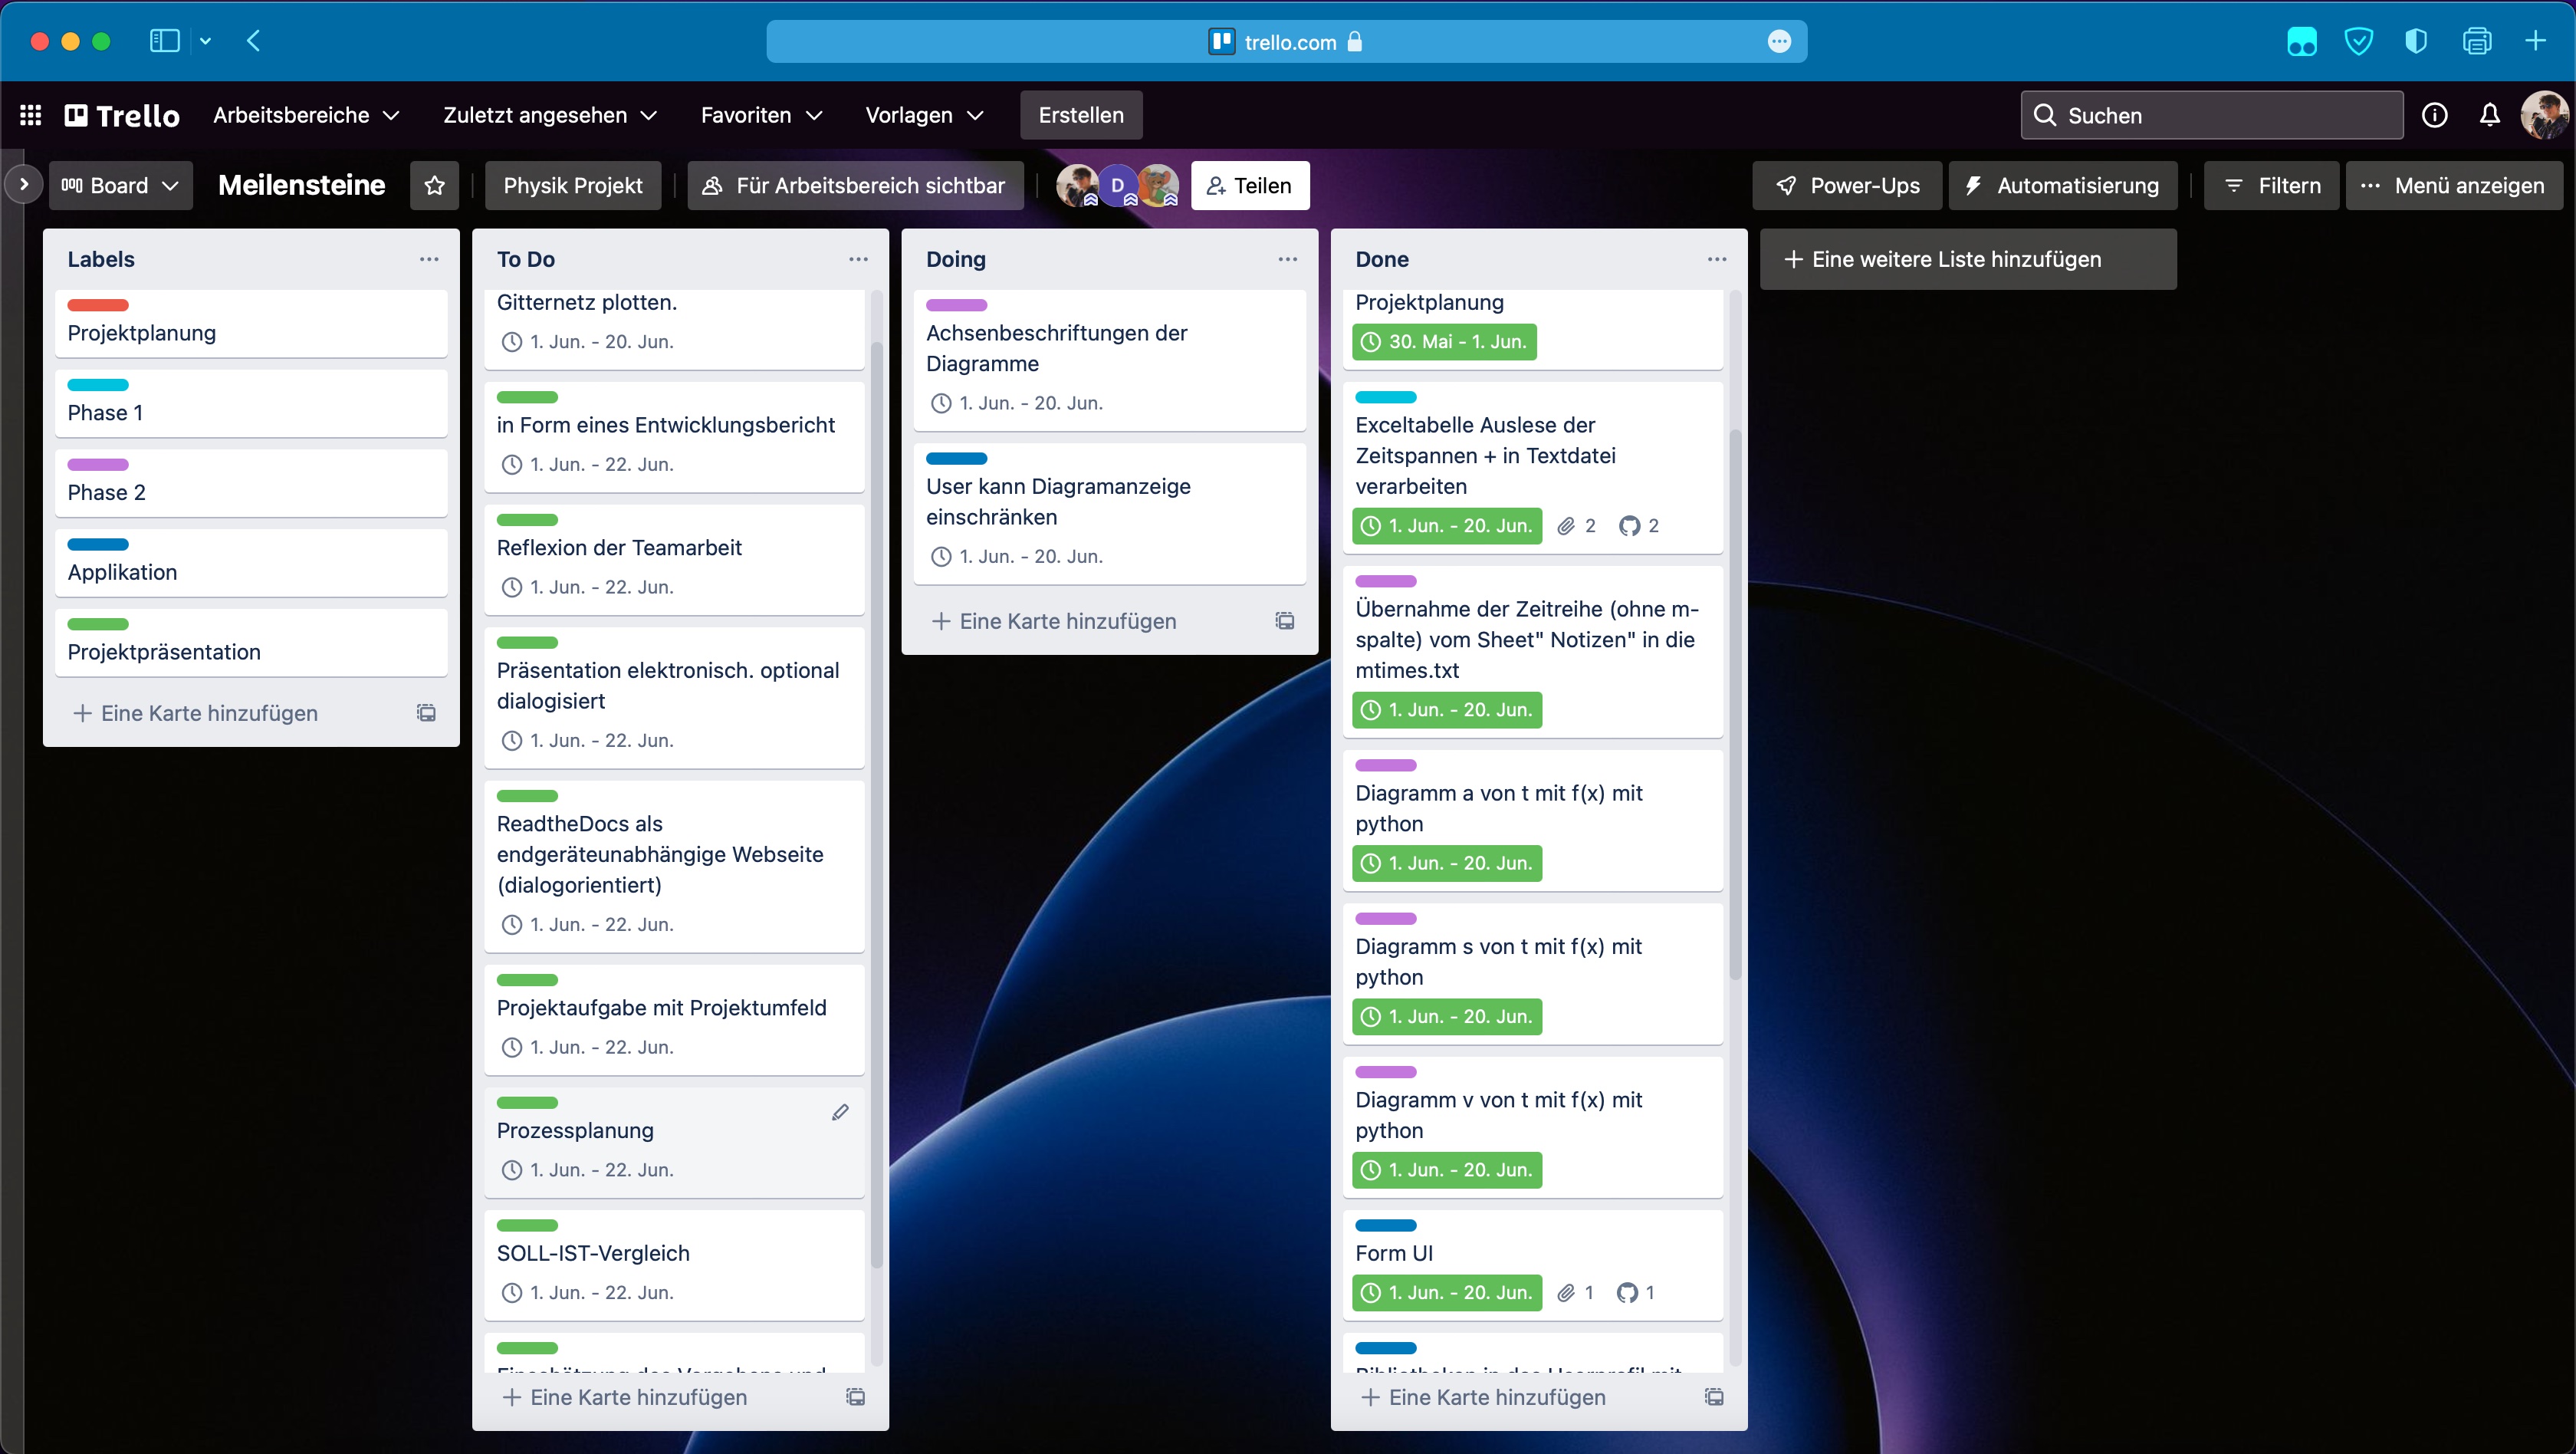 trello.com
Trello
Arbeitsbereiche
Zuletzt angesehen
Favoriten
Vorlagen
Erstellen
Suchen
Board
Meilensteine
Physik Projekt
Für Arbeitsbereich sichtbar
D
Teilen
Power-Ups
Automatisierung
Filtern
Menü anzeigen
Labels
Projektplanung
Phase 1
Phase 2
Applikation
Projektpräsentation
Eine Karte hinzufügen
To Do
Gitternetz plotten.
1. Jun. - 20. Jun.
in Form eines Entwicklungsbericht
1. Jun. - 22. Jun.
Reflexion der Teamarbeit
1. Jun. - 22. Jun.
Präsentation elektronisch. optional
dialogisiert
1. Jun. - 22. Jun.
ReadtheDocs als
endgeräteunabhängige Webseite
(dialogorientiert)
1. Jun. - 22. Jun.
Projektaufgabe mit Projektumfeld
1. Jun. - 22. Jun.
Prozessplanung
1. Jun. - 22. Jun.
SOLL-IST-Vergleich
1. Jun. - 22. Jun.
Einschätzung des Vorgehens und
Eine Karte hinzufügen
Doing
Achsenbeschriftungen der
Diagramme
1. Jun. - 20. Jun.
User kann Diagramanzeige
einschränken
1. Jun. - 20. Jun.
Eine Karte hinzufügen
Done
Projektplanung
30. Mai - 1. Jun.
Exceltabelle Auslese der
Zeitspannen + in Textdatei
verarbeiten
1. Jun. - 20. Jun. 2 2
Übernahme der Zeitreihe (ohne m-
spalte) vom Sheet" Notizen" in die
mtimes.txt
1. Jun. - 20. Jun.
Diagramm a von t mit f(x) mit
python
1. Jun. - 20. Jun.
Diagramm s von t mit f(x) mit
python
1. Jun. - 20. Jun.
Diagramm v von t mit f(x) mit
python
1. Jun. - 20. Jun.
Form UI
1. Jun. - 20. Jun. 1 1
Bibliotheken in das Userprofil mit
Eine Karte hinzufügen
Eine weitere Liste hinzufügen